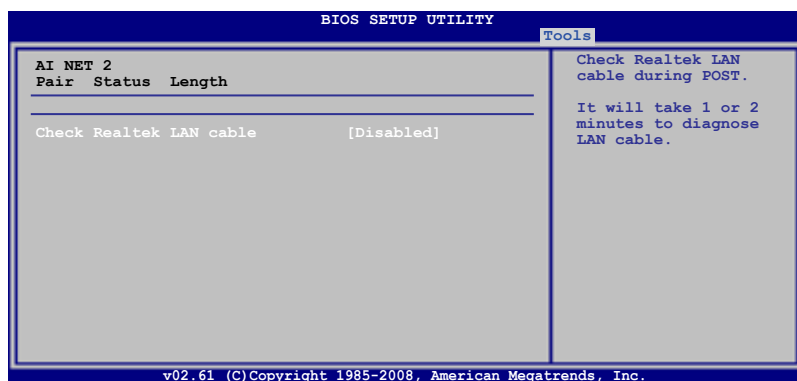 BIOS SETUP UTILITY
Tools
AI NET 2
Pair Status Length
Check Realtek LAN cable [Disabled]
Check Realtek LAN
cable during POST.
It will take 1 or 2
minutes to diagnose
LAN cable.
v02.61 (C)Copyright 1985-2008, American Megatrends, Inc.